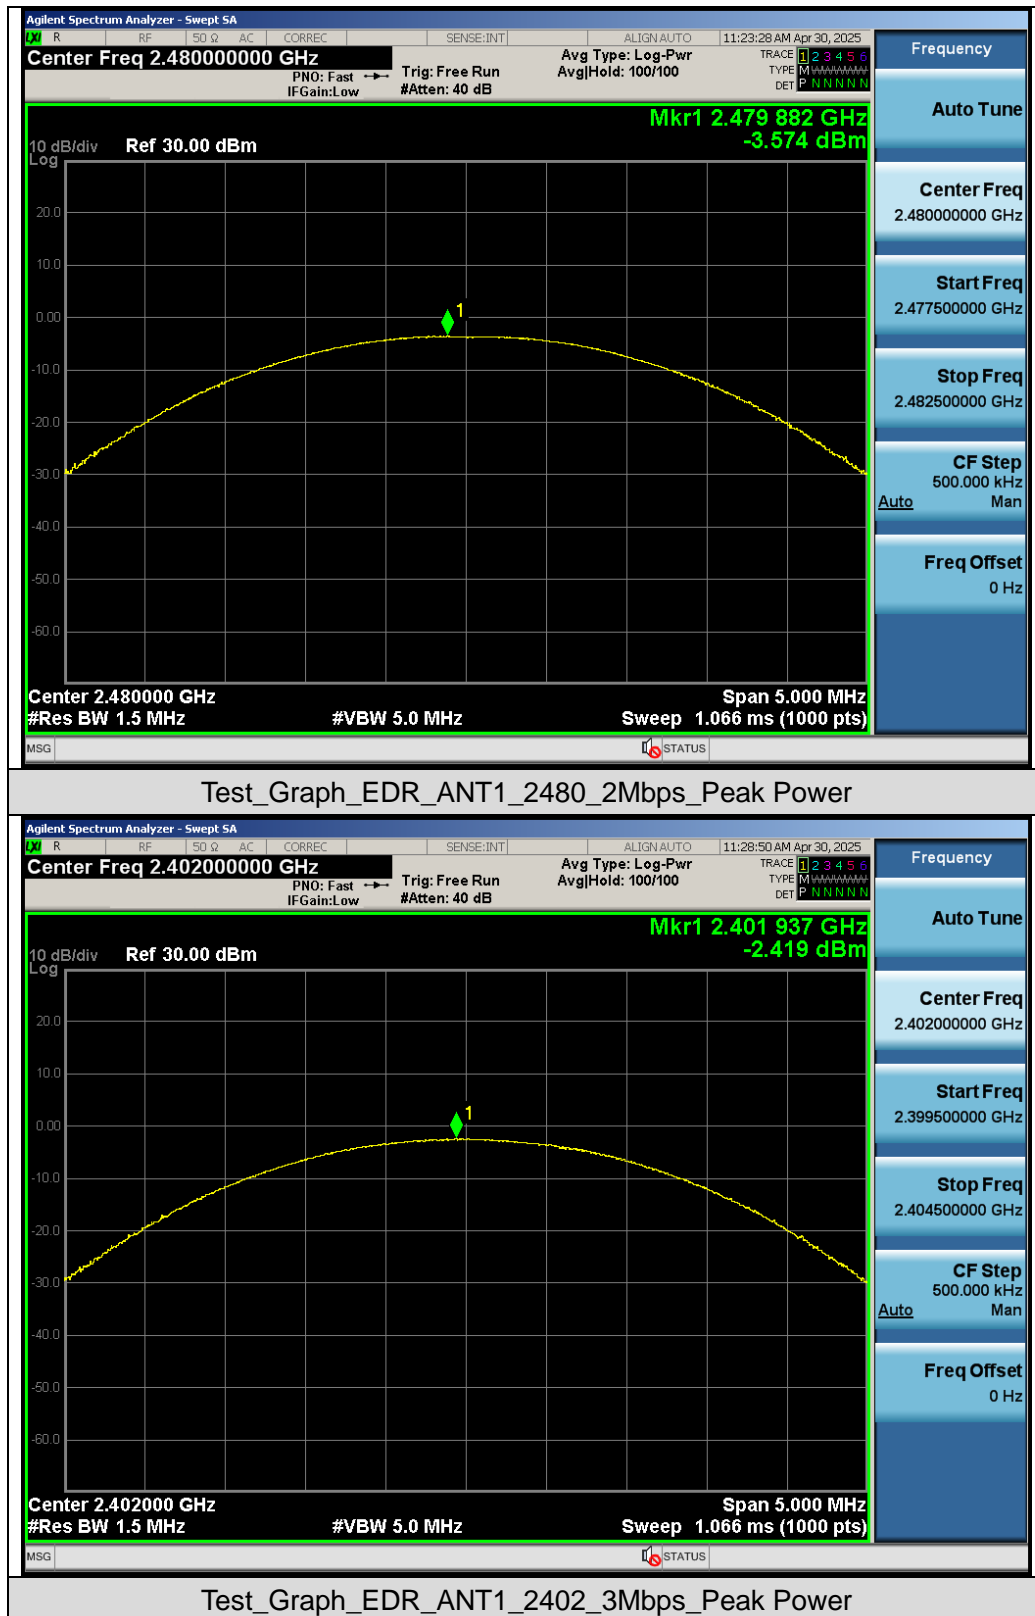 Agilent Spectrum Analyzer - Swept SA
LXI R RF 50 Ω AC CORREC SENSE:INT ALIGN AUTO 11:23:28 AM Apr 30, 2025
Center Freq 2.480000000 GHz
PNO: Fast
IFGain:Low
Trig: Free Run
#Atten: 40 dB
Avg Type: Log-Pwr
Avg|Hold: 100/100
TRACE 1 2 3 4 5 6
TYPE M WWWWW
DET P N N N N N
Mkr1 2.479 882 GHz
-3.574 dBm
10 dB/div Ref 30.00 dBm
Log
20.0
10.0
0.00
1
-10.0
-20.0
-30.0
-40.0
-50.0
-60.0
Center 2.480000 GHz Span 5.000 MHz
#Res BW 1.5 MHz #VBW 5.0 MHz Sweep 1.066 ms (1000 pts)
MSG STATUS
Frequency
Auto Tune
Center Freq
2.480000000 GHz
Start Freq
2.477500000 GHz
Stop Freq
2.482500000 GHz
CF Step
500.000 kHz
Auto Man
Freq Offset
0 Hz
Test_Graph_EDR_ANT1_2480_2Mbps_Peak Power
Agilent Spectrum Analyzer - Swept SA
LXI R RF 50 Ω AC CORREC SENSE:INT ALIGN AUTO 11:28:50 AM Apr 30, 2025
Center Freq 2.402000000 GHz
PNO: Fast
IFGain:Low
Trig: Free Run
#Atten: 40 dB
Avg Type: Log-Pwr
Avg|Hold: 100/100
TRACE 1 2 3 4 5 6
TYPE M WWWWW
DET P N N N N N
Mkr1 2.401 937 GHz
-2.419 dBm
10 dB/div Ref 30.00 dBm
Log
20.0
10.0
0.00
1
-10.0
-20.0
-30.0
-40.0
-50.0
-60.0
Center 2.402000 GHz Span 5.000 MHz
#Res BW 1.5 MHz #VBW 5.0 MHz Sweep 1.066 ms (1000 pts)
MSG STATUS
Frequency
Auto Tune
Center Freq
2.402000000 GHz
Start Freq
2.399500000 GHz
Stop Freq
2.404500000 GHz
CF Step
500.000 kHz
Auto Man
Freq Offset
0 Hz
Test_Graph_EDR_ANT1_2402_3Mbps_Peak Power